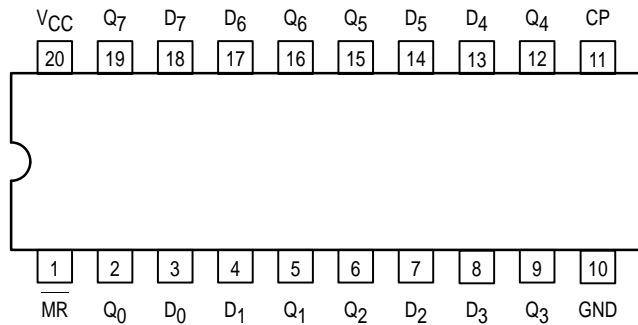 VCC Q7 D7 D6 Q6 Q5 D5 D4 Q4 CP
20 19 18 17 16 15 14 13 12 11
1 2 3 4 5 6 7 8 9 10
M̅R̅ Q0 D0 D1 Q1 Q2 D2 D3 Q3 GND